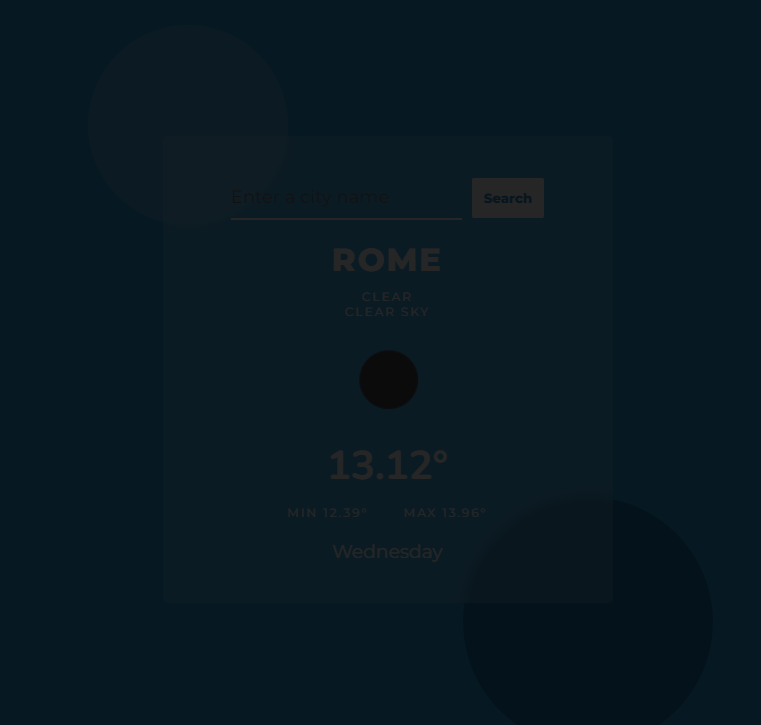 Enter a city name
Search
ROME
CLEAR
CLEAR SKY
13.12°
MIN 12.39° MAX 13.96°
Wednesday